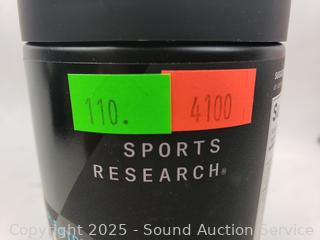 110.
4100
SPORTS
RESEARCH®
Copyright 2025 - Sound Auction Service